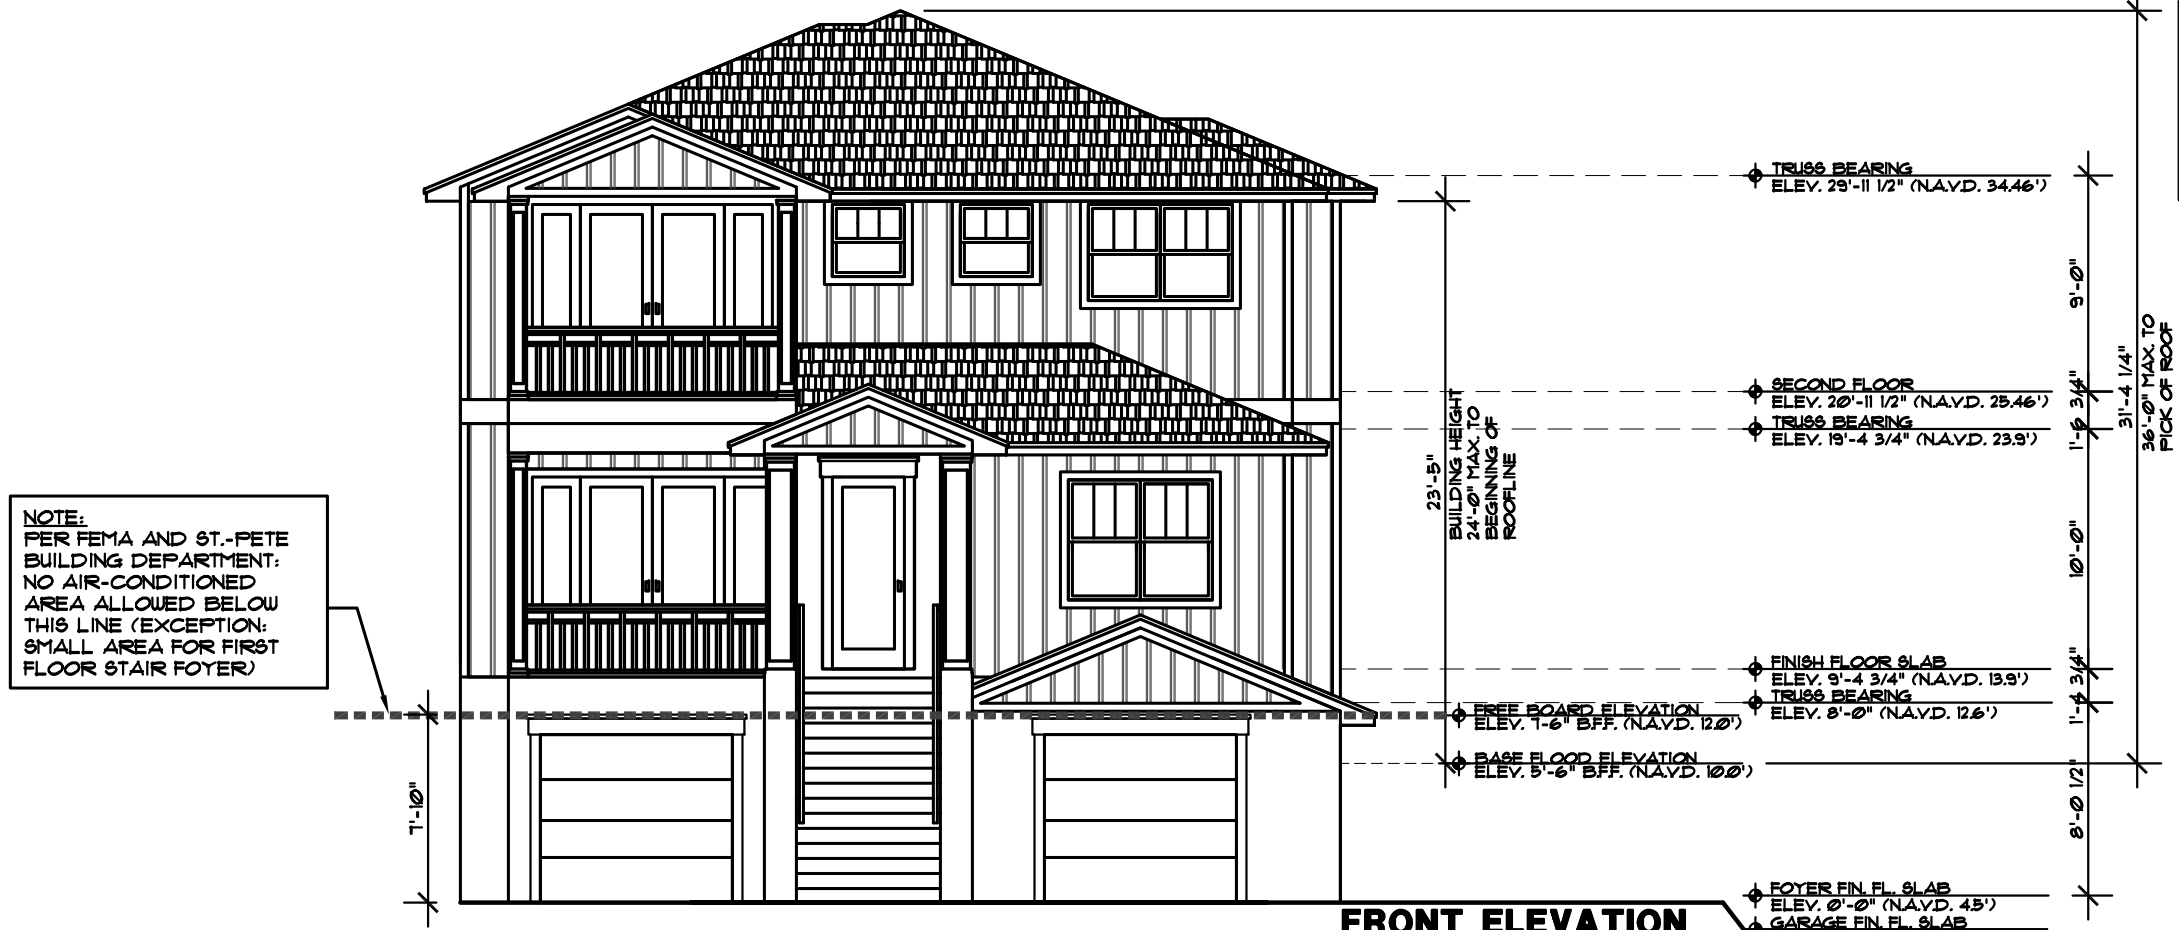 TRUSS BEARING
ELEV. 29'-11 1/2" (N.A.V.D. 34.46')
9'-0"
31'-4 1/4"
36'-0" MAX. TO
PICK OF ROOF
SECOND FLOOR
ELEV. 20'-11 1/2" (N.A.V.D. 25.46')
1'-6 3/4"
TRUSS BEARING
ELEV. 19'-4 3/4" (N.A.V.D. 23.9')
23'-5"
BUILDING HEIGHT
24'-0" MAX. TO
BEGINNING OF
ROOFLINE
10'-0"
NOTE:
PER FEMA AND ST.-PETE
BUILDING DEPARTMENT:
NO AIR-CONDITIONED
AREA ALLOWED BELOW
THIS LINE (EXCEPTION:
SMALL AREA FOR FIRST
FLOOR STAIR FOYER)
FINISH FLOOR SLAB
ELEV. 9'-4 3/4" (N.A.V.D. 13.9')
1'-4 3/4"
TRUSS BEARING
ELEV. 8'-0" (N.A.V.D. 12.6')
FREE BOARD ELEVATION
ELEV. 7'-6" B.F.F. (N.A.V.D. 12.0')
BASE FLOOD ELEVATION
ELEV. 5'-6" B.F.F. (N.A.V.D. 10.0')
7'-10"
8'-0 1/2"
FOYER FIN. FL. SLAB
ELEV. 0'-0" (N.A.V.D. 4.5')
FRONT ELEVATION
GARAGE FIN. FL. SLAB